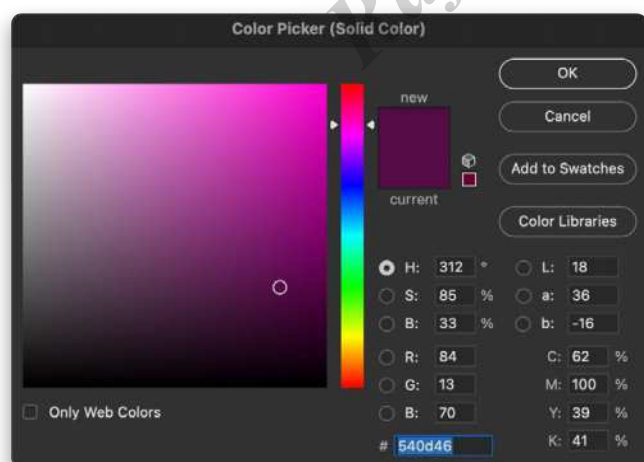 Color Picker (Solid Color)
new
current
OK
Cancel
Add to Swatches
Color Libraries
H: 312 °
S: 85 %
B: 33 %
R: 84
G: 13
B: 70
# 540d46
L: 18
a: 36
b: -16
C: 62 %
M: 100 %
Y: 39 %
K: 41 %
Only Web Colors